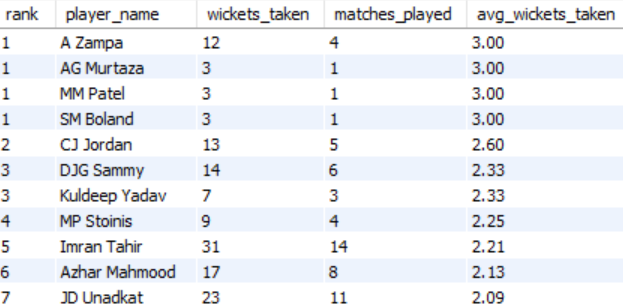 rank player_name wickets_taken matches_played avg_wickets_taken
1 A Zampa 12 4 3.00
1 AG Murtaza 3 1 3.00
1 MM Patel 3 1 3.00
1 SM Boland 3 1 3.00
2 CJ Jordan 13 5 2.60
3 DJG Sammy 14 6 2.33
3 Kuldeep Yadav 7 3 2.33
4 MP Stoinis 9 4 2.25
5 Imran Tahir 31 14 2.21
6 Azhar Mahmood 17 8 2.13
7 JD Unadkat 23 11 2.09